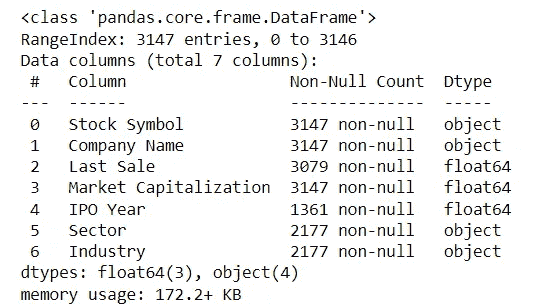 <class 'pandas.core.frame.DataFrame'>
RangeIndex: 3147 entries, 0 to 3146
Data columns (total 7 columns):
 #   Column                 Non-Null Count  Dtype
---  ------                 --------------  -----
 0   Stock Symbol           3147 non-null   object
 1   Company Name           3147 non-null   object
 2   Last Sale              3079 non-null   float64
 3   Market Capitalization  3147 non-null   float64
 4   IPO Year               1361 non-null   float64
 5   Sector                 2177 non-null   object
 6   Industry               2177 non-null   object
dtypes: float64(3), object(4)
memory usage: 172.2+ KB